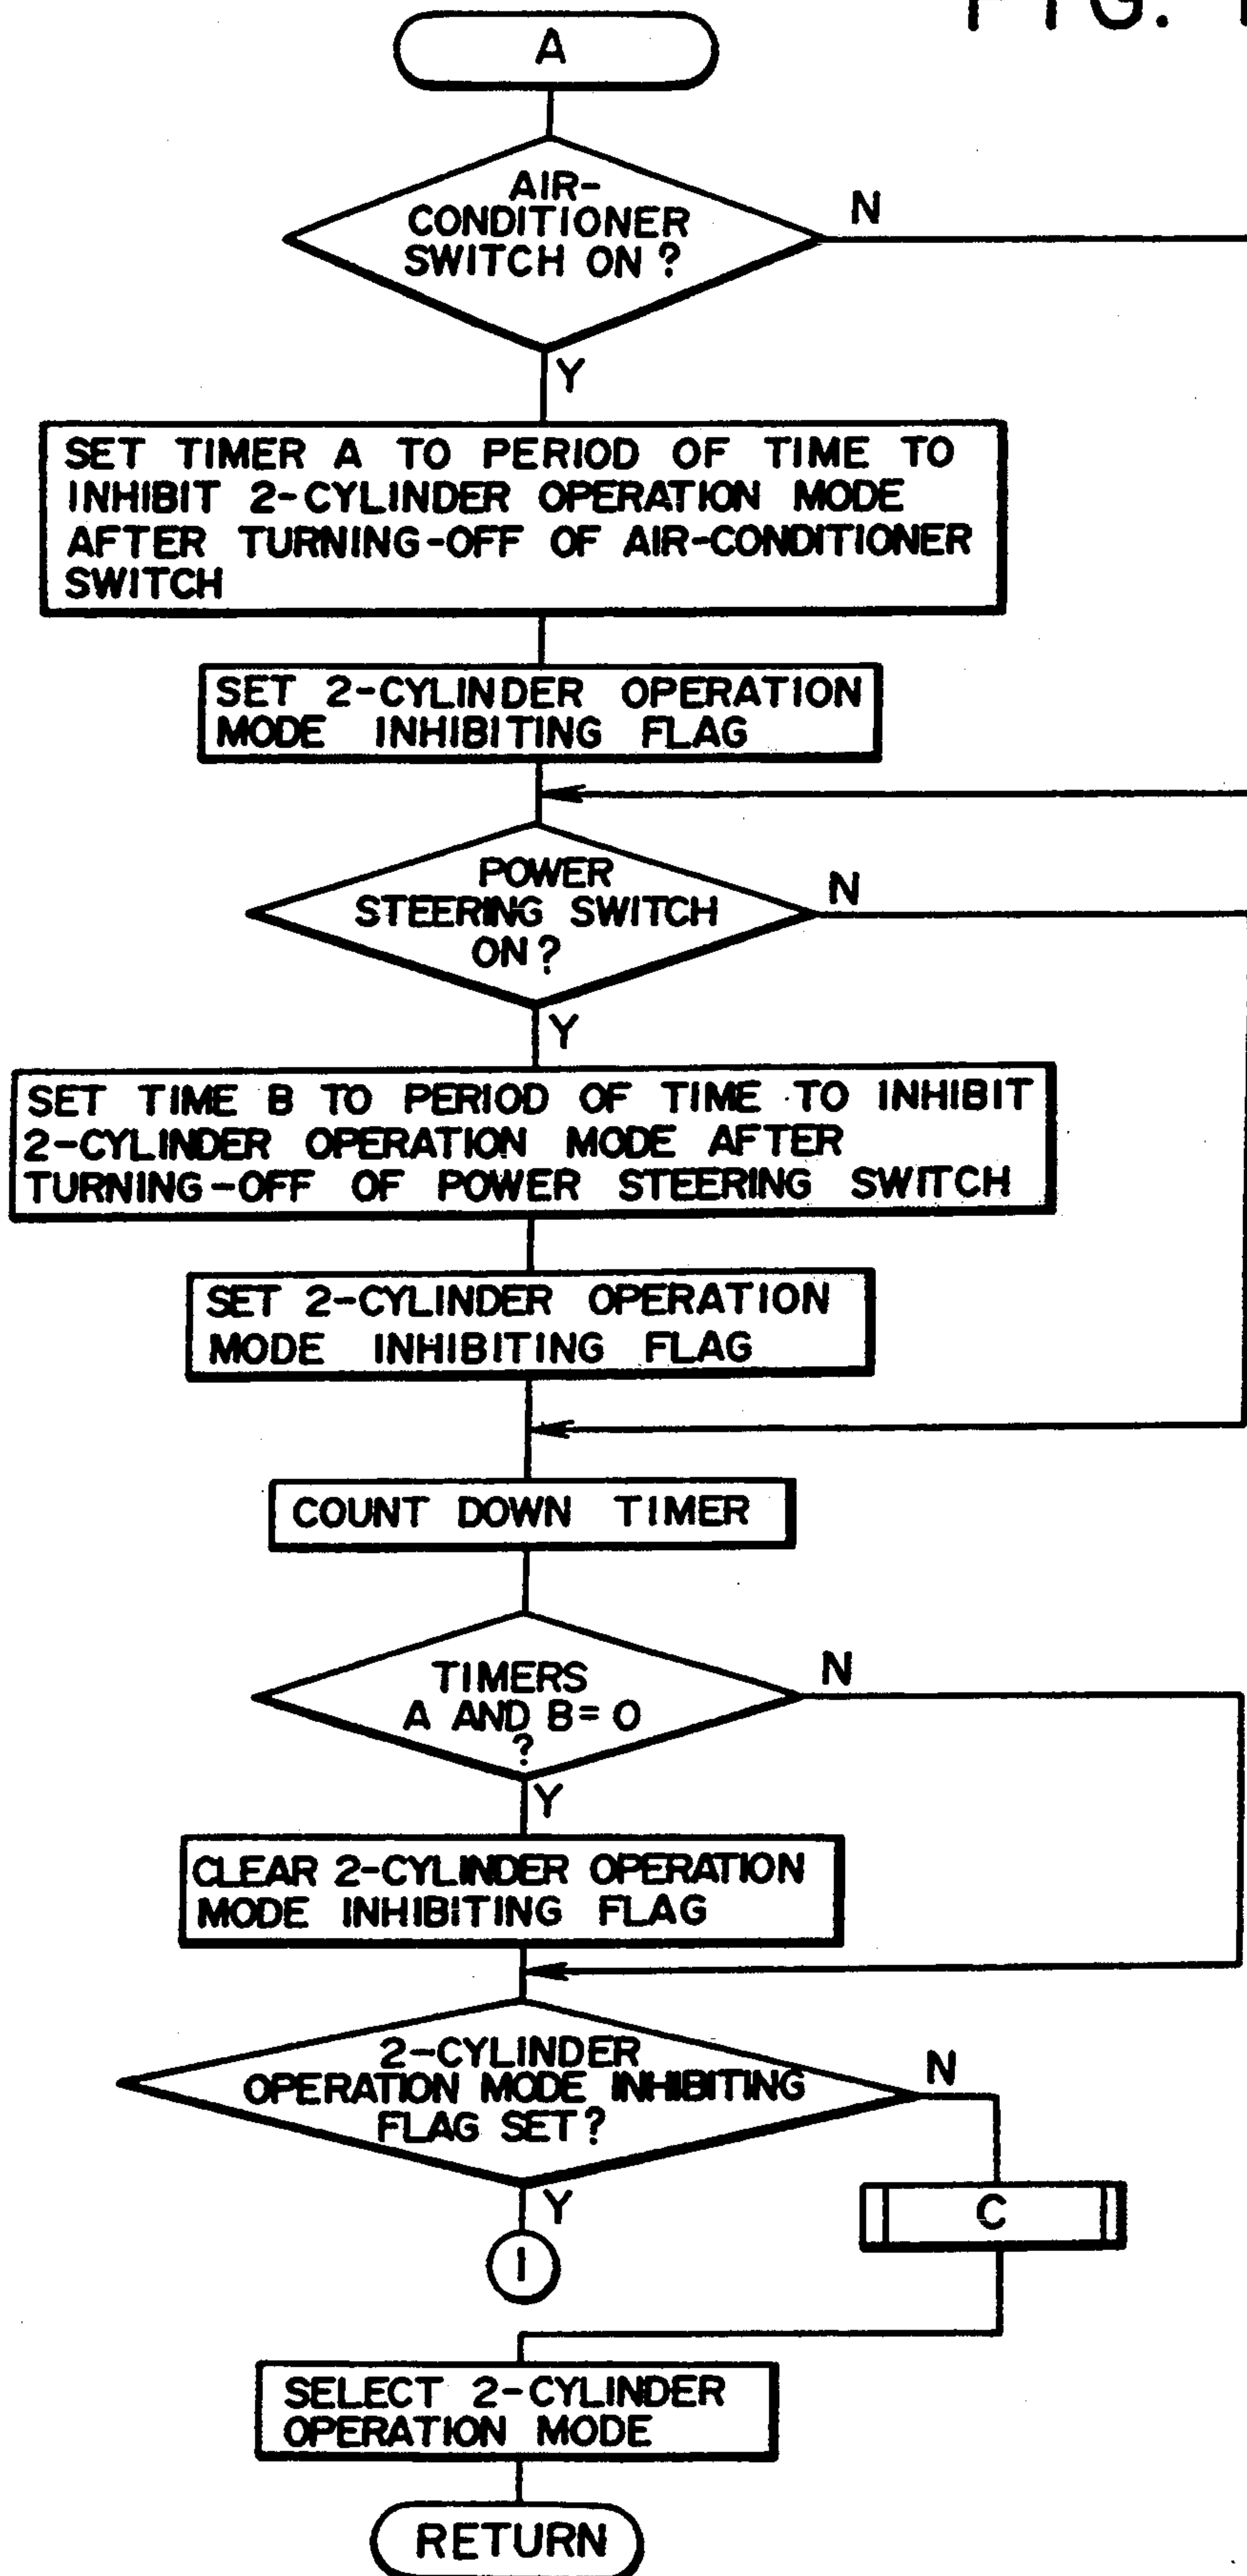 FIG.
A
AIR-
CONDITIONER
SWITCH ON ?
N
Y
SET TIMER A TO PERIOD OF TIME TO
INHIBIT 2-CYLINDER OPERATION MODE
AFTER TURNING-OFF OF AIR-CONDITIONER
SWITCH
SET 2-CYLINDER OPERATION
MODE INHIBITING FLAG
POWER
STEERING SWITCH
ON ?
N
Y
SET TIME B TO PERIOD OF TIME TO INHIBIT
2-CYLINDER OPERATION MODE AFTER
TURNING-OFF OF POWER STEERING SWITCH
SET 2-CYLINDER OPERATION
MODE INHIBITING FLAG
COUNT DOWN TIMER
TIMERS
A AND B=0
?
N
Y
CLEAR 2-CYLINDER OPERATION
MODE INHIBITING FLAG
2-CYLINDER
OPERATION MODE INHIBITING
FLAG SET?
N
Y
C
1
SELECT 2-CYLINDER
OPERATION MODE
RETURN